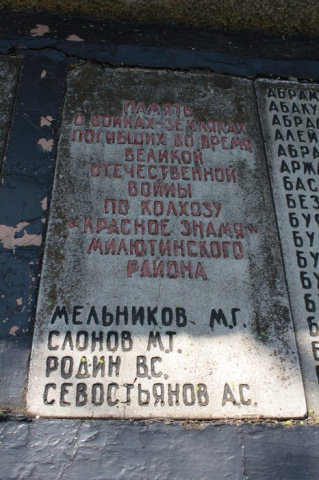 ПАМЯТЬ
О ВОИНАХ-ЗЕМЛЯКАХ
ПОГИБШИХ ВО ВРЕМЯ
ВЕЛИКОЙ
ОТЕЧЕСТВЕННОЙ
ВОЙНЫ
ПО КОЛХОЗУ
"КРАСНОЕ ЗНАМЯ"
МИЛЮТИНСКОГО
РАЙОНА
МЕЛЬНИКОВ М.Г.
СЛОНОВ М.Т.
РОДИН В.С.
СЕВОСТЬЯНОВ А.С.